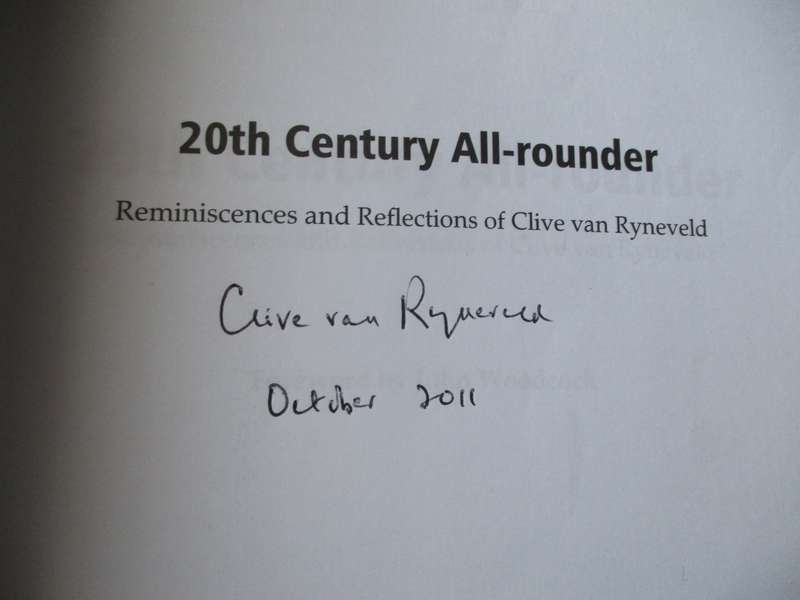 20th Century All-rounder
Reminiscences and Reflections of Clive van Ryneveld
Clive van Ryneveld
October 2011